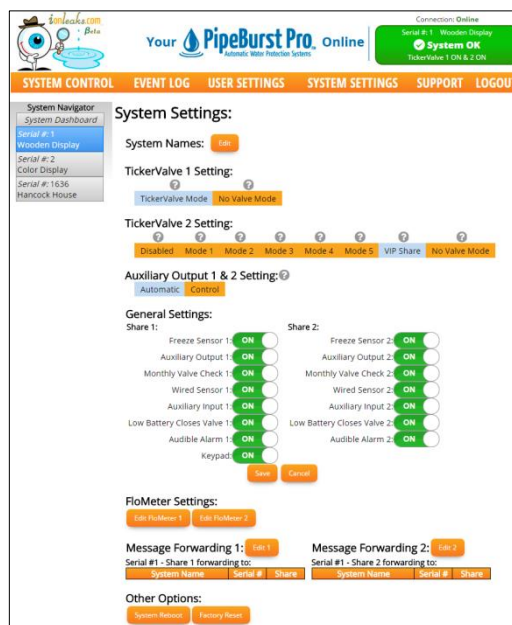 ionleaks.com
Beta
Your PipeBurst Pro Online
Automatic Water Protection Systems
Connection: Online
Serial #: 1 Wooden Display
System OK
TickerValve 1 ON & 2 ON
SYSTEM CONTROL EVENT LOG USER SETTINGS SYSTEM SETTINGS SUPPORT LOGOU
System Navigator
System Dashboard
Serial #: 1
Wooden Display
Serial #: 2
Color Display
Serial #: 1636
Hancock House
System Settings:
System Names: Edit
TickerValve 1 Setting:
? ?
TickerValve Mode No Valve Mode
TickerValve 2 Setting:
? ? ? ? ? ? ? ?
Disabled Mode 1 Mode 2 Mode 3 Mode 4 Mode 5 VIP Share No Valve Mode
Auxiliary Output 1 & 2 Setting: ?
Automatic Control
General Settings:
Share 1: Share 2:
Freeze Sensor 1: ON Freeze Sensor 2: ON
Auxiliary Output 1: ON Auxiliary Output 2: ON
Monthly Valve Check 1: ON Monthly Valve Check 2: ON
Wired Sensor 1: ON Wired Sensor 2: ON
Auxiliary Input 1: ON Auxiliary Input 2: ON
Low Battery Closes Valve 1: ON Low Battery Closes Valve 2: ON
Audible Alarm 1: ON Audible Alarm 2: ON
Keypad: ON
Save Cancel
FloMeter Settings:
Edit FloMeter 1 Edit FloMeter 2
Message Forwarding 1: Edit 1 Message Forwarding 2: Edit 2
Serial #1 - Share 1 forwarding to: Serial #1 - Share 2 forwarding to:
System Name Serial # Share System Name Serial # Share
Other Options:
System Reboot Factory Reset